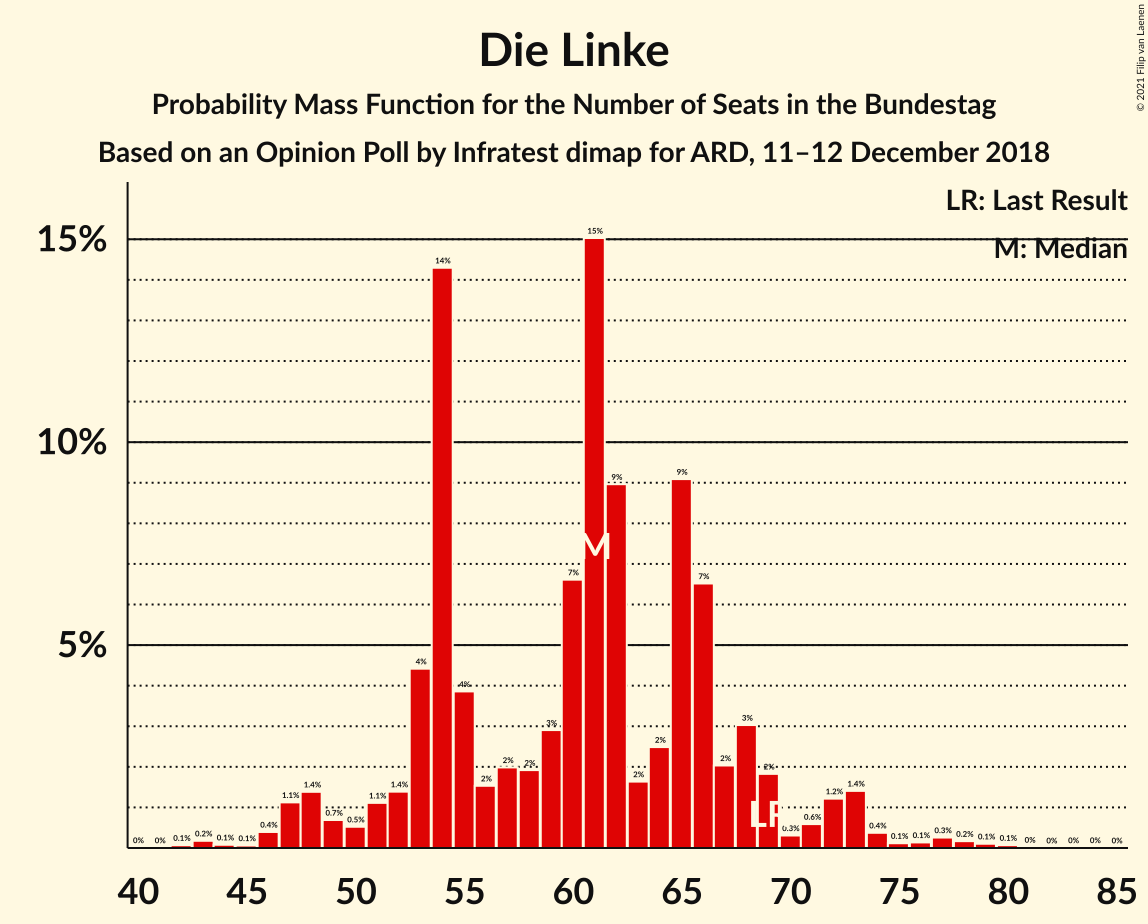 Die Linke
Probability Mass Function for the Number of Seats in the Bundestag
Based on an Opinion Poll by Infratest dimap for ARD, 11–12 December 2018
© 2021 Filip van Laenen
LR: Last Result
M: Median
15%
10%
5%
0% 0% 0.1% 0.2% 0.1% 0.1% 0.4% 1.1% 1.4% 0.7% 0.5% 1.1% 1.4% 4% 14% 4% 2% 2% 2% 3% 7% 15% 9% 2% 2% 9% 7% 2% 3% 2% 0.3% 0.6% 1.2% 1.4% 0.4% 0.1% 0.1% 0.3% 0.2% 0.1% 0.1% 0% 0% 0% 0% 0%
M
LR
40 45 50 55 60 65 70 75 80 85